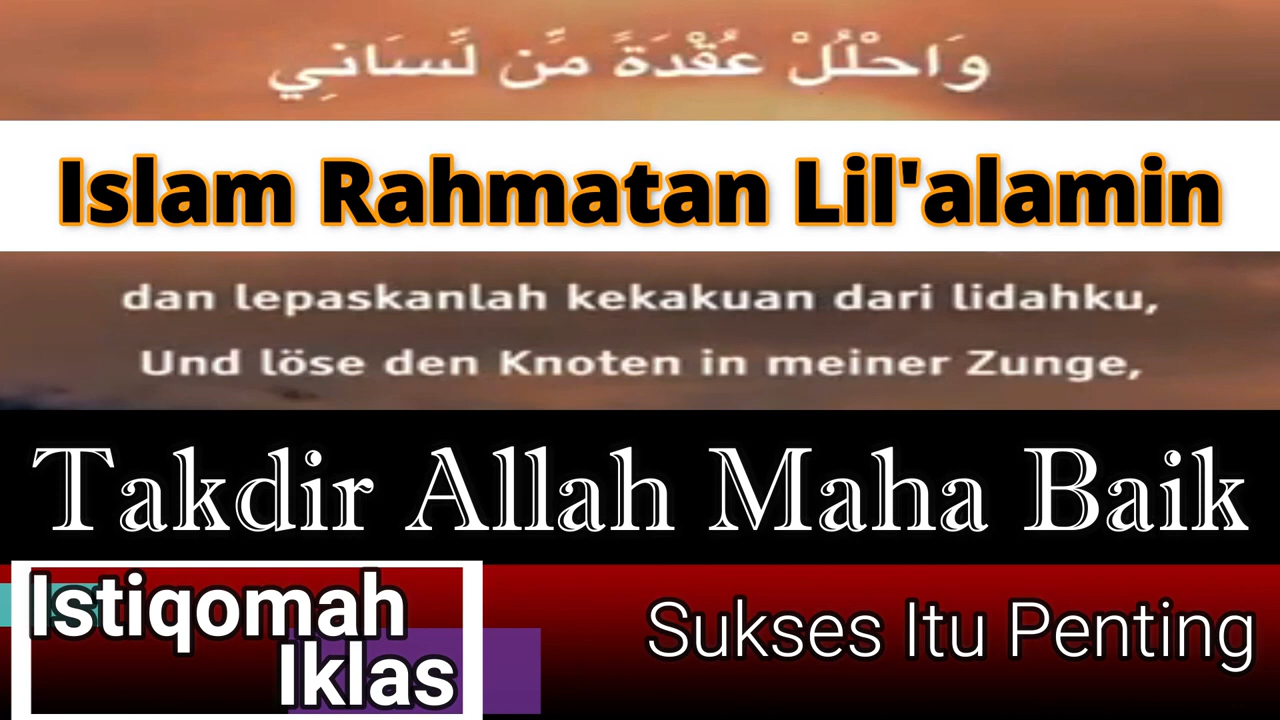 وَاحْلُلْ عُقْدَةً مِّن لِّسَانِي
Islam Rahmatan Lil'alamin
dan lepaskanlah kekakuan dari lidahku,
Und löse den Knoten in meiner Zunge,
Takdir Allah Maha Baik
Istiqomah
Iklas
Sukses Itu Penting